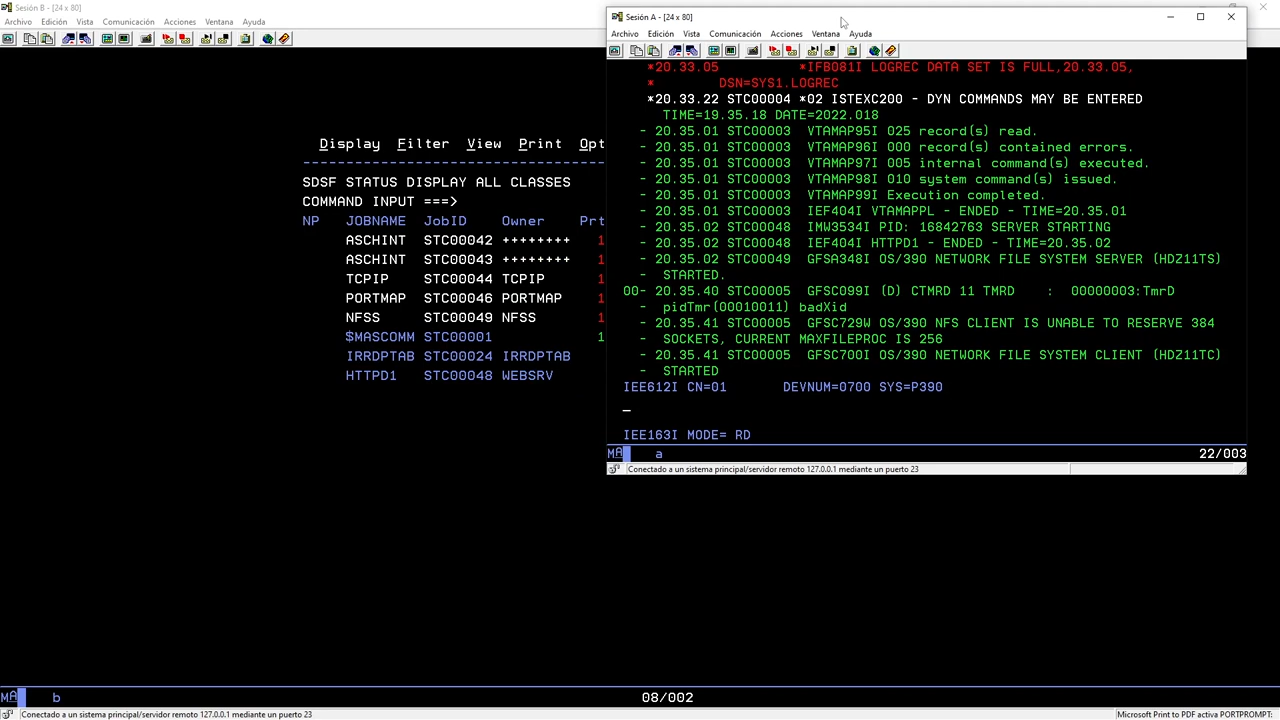 Sesión B - [24 x 80]
Archivo Edición Vista Comunicación Acciones Ventana Ayuda
Display Filter View Print Opt
SDSF STATUS DISPLAY ALL CLASSES
COMMAND INPUT ===>
NP JOBNAME JobID Owner Prt
ASCHINT STC00042 ++++++++ 1
ASCHINT STC00043 ++++++++ 1
TCPIP STC00044 TCPIP 1
PORTMAP STC00046 PORTMAP 1
NFSS STC00049 NFSS 1
$MASCOMM STC00001 1
IRRDPTAB STC00024 IRRDPTAB
HTTPD1 STC00048 WEBSRV
MA b 08/002
Conectado a un sistema principal/servidor remoto 127.0.0.1 mediante un puerto 23
Microsoft Print to PDF activa PORTPROMPT:
Sesión A - [24 x 80]
Archivo Edición Vista Comunicación Acciones Ventana Ayuda
*20.33.05 *IFB081I LOGREC DATA SET IS FULL,20.33.05,
* DSN=SYS1.LOGREC
*20.33.22 STC00004 *02 ISTEXC200 - DYN COMMANDS MAY BE ENTERED
TIME=19.35.18 DATE=2022.018
- 20.35.01 STC00003 VTAMAP95I 025 record(s) read.
- 20.35.01 STC00003 VTAMAP96I 000 record(s) contained errors.
- 20.35.01 STC00003 VTAMAP97I 005 internal command(s) executed.
- 20.35.01 STC00003 VTAMAP98I 010 system command(s) issued.
- 20.35.01 STC00003 VTAMAP99I Execution completed.
- 20.35.01 STC00003 IEF404I VTAMAPPL - ENDED - TIME=20.35.01
- 20.35.02 STC00048 IMW3534I PID: 16842763 SERVER STARTING
- 20.35.02 STC00048 IEF404I HTTPD1 - ENDED - TIME=20.35.02
- 20.35.02 STC00049 GFSA348I OS/390 NETWORK FILE SYSTEM SERVER (HDZ11TS)
- STARTED.
00- 20.35.40 STC00005 GFSC099I (D) CTMRD 11 TMRD : 00000003:TmrD
- pidTmr(00010011) badXid
- 20.35.41 STC00005 GFSC729W OS/390 NFS CLIENT IS UNABLE TO RESERVE 384
- SOCKETS, CURRENT MAXFILEPROC IS 256
- 20.35.41 STC00005 GFSC700I OS/390 NETWORK FILE SYSTEM CLIENT (HDZ11TC)
- STARTED
IEE612I CN=01 DEVNUM=0700 SYS=P390
IEE163I MODE= RD
MA a 22/003
Conectado a un sistema principal/servidor remoto 127.0.0.1 mediante un puerto 23